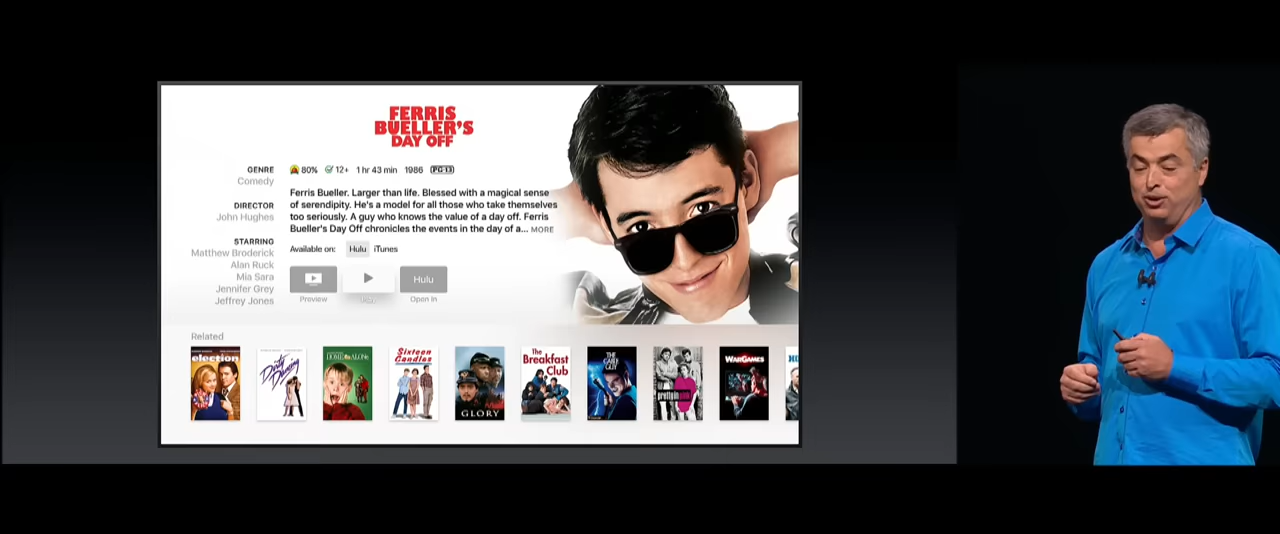 FERRIS
BUELLER'S
DAY OFF
GENRE
Comedy
DIRECTOR
John Hughes
STARRING
Matthew Broderick
Alan Ruck
Mia Sara
Jennifer Grey
Jeffrey Jones
80% 12+ 1 hr 43 min 1986 PG-13
Ferris Bueller. Larger than life. Blessed with a magical sense
of serendipity. He's a model for all those who take themselves
too seriously. A guy who knows the value of a day off. Ferris
Bueller's Day Off chronicles the events in the day of a... MORE
Available on: Hulu iTunes
Hulu
Preview Play Open in
Related
election
Dirty
Dancing
HOME ALONE
Sixteen
Candles
GLORY
The
Breakfast
Club
THE
CABLE
GUY
pretty in pink
WARGAMES